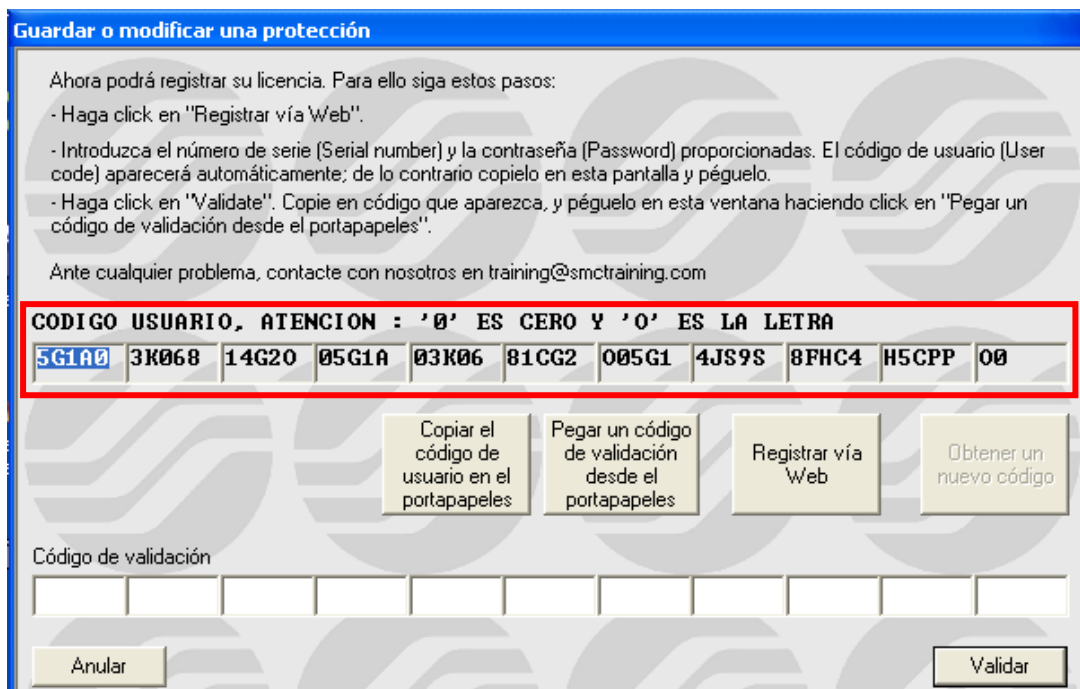 Guardar o modificar una protección
Ahora podrá registrar su licencia. Para ello siga estos pasos:
- Haga click en "Registrar vía Web".
- Introduzca el número de serie (Serial number) y la contraseña (Password) proporcionadas. El código de usuario (User
code) aparecerá automáticamente; de lo contrario copielo en esta pantalla y péguelo.
- Haga click en "Validate". Copie en código que aparezca, y péguelo en esta ventana haciendo click en "Pegar un
código de validación desde el portapapeles".
Ante cualquier problema, contacte con nosotros en training@smctraining.com
CODIGO USUARIO, ATENCION : '0' ES CERO Y 'O' ES LA LETRA
5G1A0 3K068 14G2O 05G1A 03K06 81CG2 O05G1 4JS9S 8FHC4 H5CPP O0
Copiar el
código de
usuario en el
portapapeles
Pegar un código
de validación
desde el
portapapeles
Registrar vía
Web
Obtener un
nuevo código
Código de validación
Anular
Validar